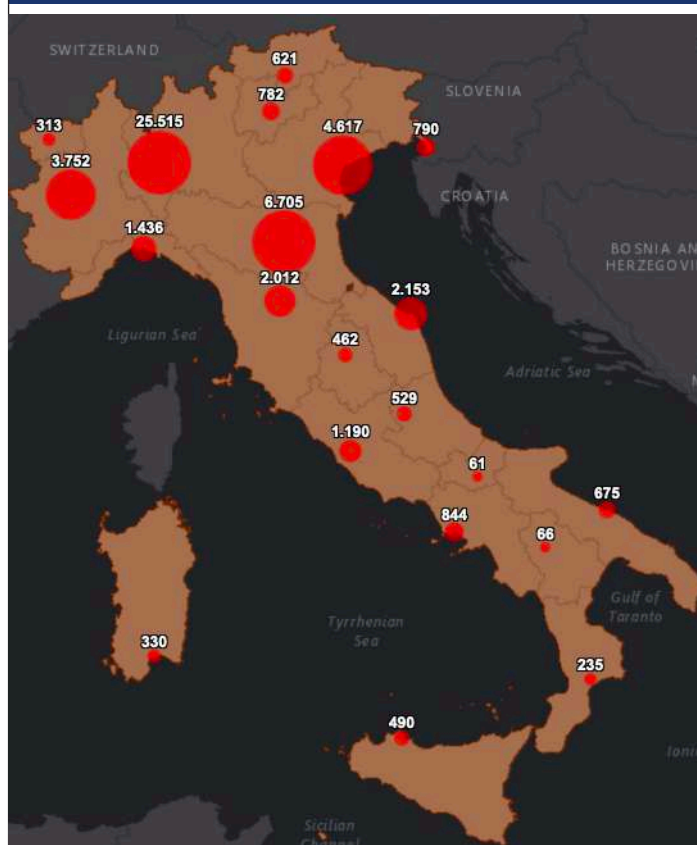 SWITZERLAND
621
SLOVENIA
782
25.515
4.617
790
313
3.752
CROATIA
6.705
1.436
BOSNIA AN
HERZEGOVI
2.012
2.153
Ligurian Sea
462
Adriatic Sea
529
1.190
61
675
844
66
Gulf of
Taranto
Tyrrhenian
Sea
330
235
490
Ioni
Sicilian
Channel